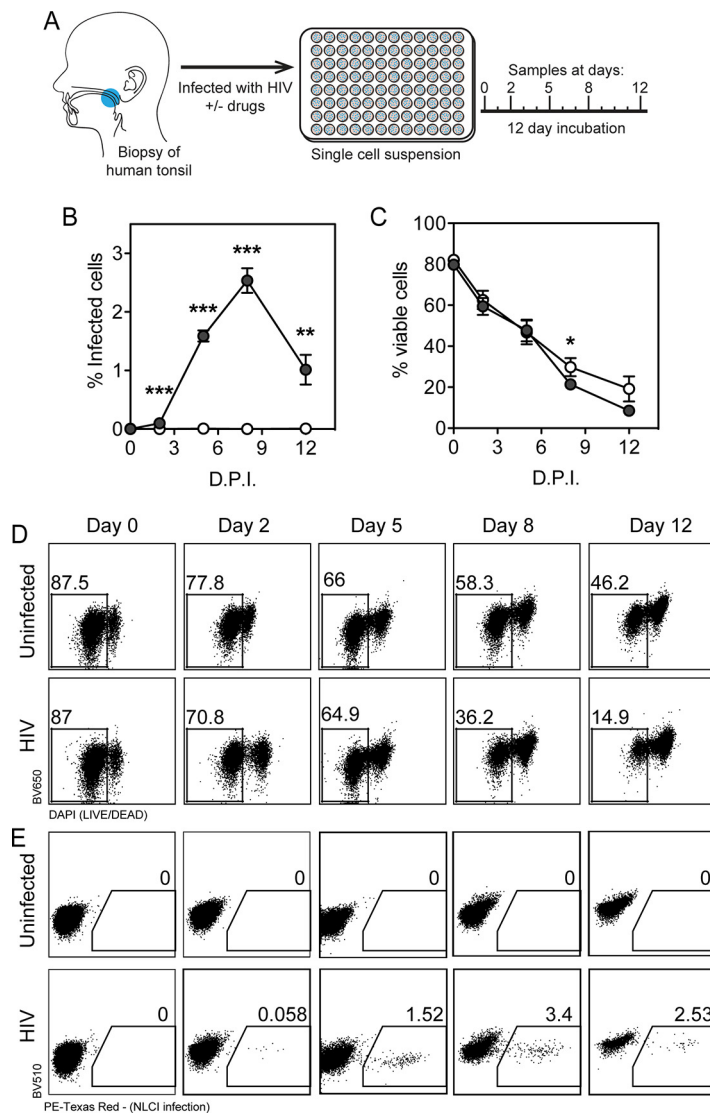 A
Infected with HIV
+/- drugs
Biopsy of
human tonsil
Single cell suspension
Samples at days:
0 2 5 8 12
12 day incubation
B
% Infected cells
3
2
1
0
0 3 6 9 12
D.P.I.
***
***
***
**
C
% viable cells
100
80
60
40
20
0
0 3 6 9 12
D.P.I.
*
D
Day 0 Day 2 Day 5 Day 8 Day 12
Uninfected
87.5 77.8 66 58.3 46.2
HIV
87 70.8 64.9 36.2 14.9
BV650
DAPI (LIVE/DEAD)
E
Uninfected
0 0 0 0 0
HIV
0 0.058 1.52 3.4 2.53
BV510
PE-Texas Red - (NLCI infection)